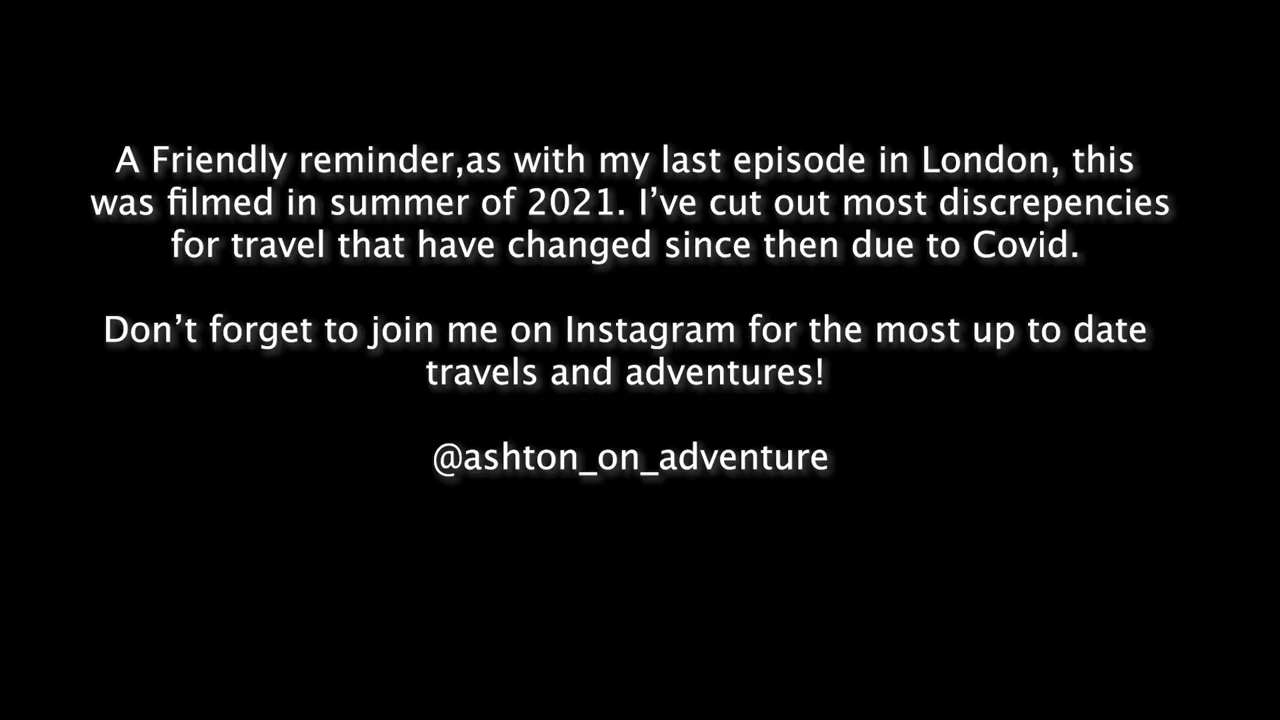 A Friendly reminder,as with my last episode in London, this
was filmed in summer of 2021. I’ve cut out most discrepencies
for travel that have changed since then due to Covid.
Don’t forget to join me on Instagram for the most up to date
travels and adventures!
@ashton_on_adventure